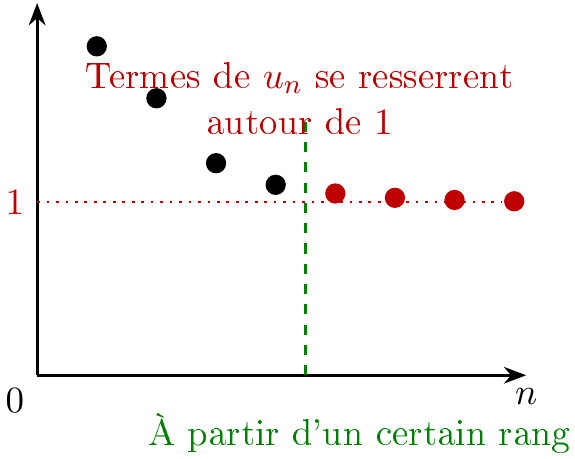 Termes de uₙ se resserrent
autour de 1
1
0
n
À partir d'un certain rang